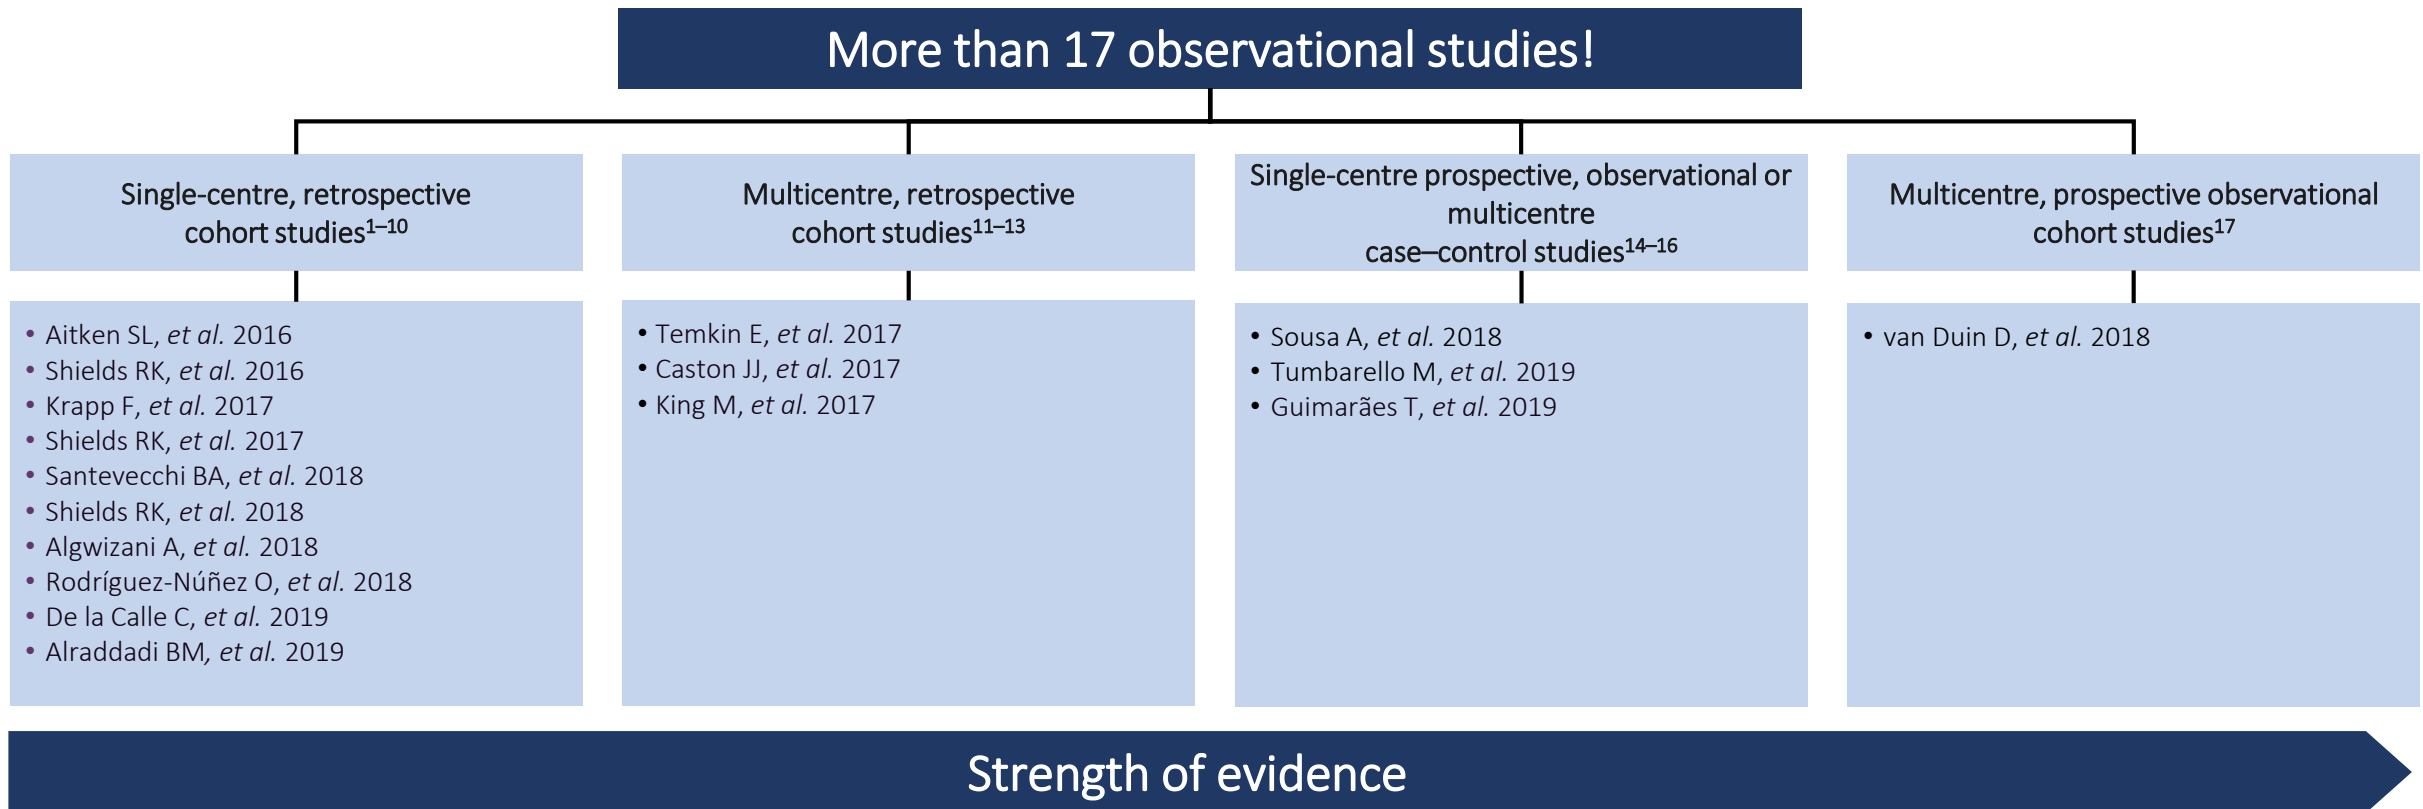 More than 17 observational studies!
Single-centre, retrospective
cohort studies1–10
• Aitken SL, et al. 2016
• Shields RK, et al. 2016
• Krapp F, et al. 2017
• Shields RK, et al. 2017
• Santevecchi BA, et al. 2018
• Shields RK, et al. 2018
• Algwizani A, et al. 2018
• Rodríguez-Núñez O, et al. 2018
• De la Calle C, et al. 2019
• Alraddadi BM, et al. 2019
Multicentre, retrospective
cohort studies11–13
• Temkin E, et al. 2017
• Caston JJ, et al. 2017
• King M, et al. 2017
Single-centre prospective, observational or
multicentre
case–control studies14–16
• Sousa A, et al. 2018
• Tumbarello M, et al. 2019
• Guimarães T, et al. 2019
Multicentre, prospective observational
cohort studies17
• van Duin D, et al. 2018
Strength of evidence